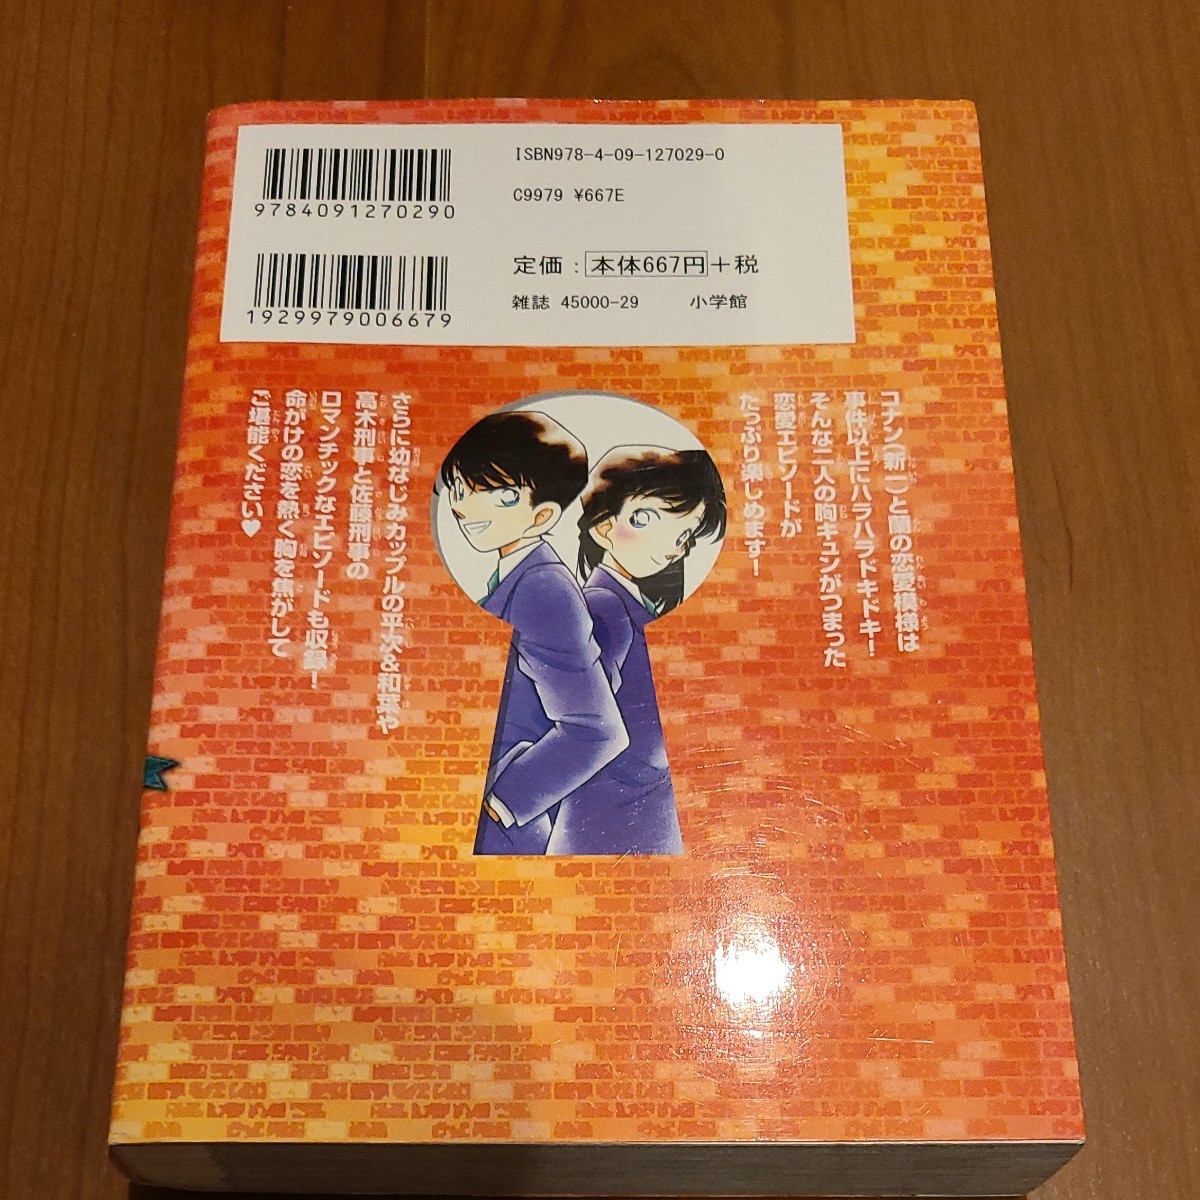 ISBN978-4-09-127029-0
C9979 ¥667E
9784091270290
定価：本体667円＋税
雑誌 45000-29 小学館
1929979006679
コナン（新一）と蘭の恋愛模様は
事件以上にハラハラドキドキ！
そんな二人の胸キュンがつまった
恋愛エピソードが
たっぷり楽しめます！
さらに幼なじみカップルの平次&和葉や
高木刑事と佐藤刑事の
ロマンチックなエピソードも収録！
命がけの恋を熱く胸を焦がして
ご堪能ください♥